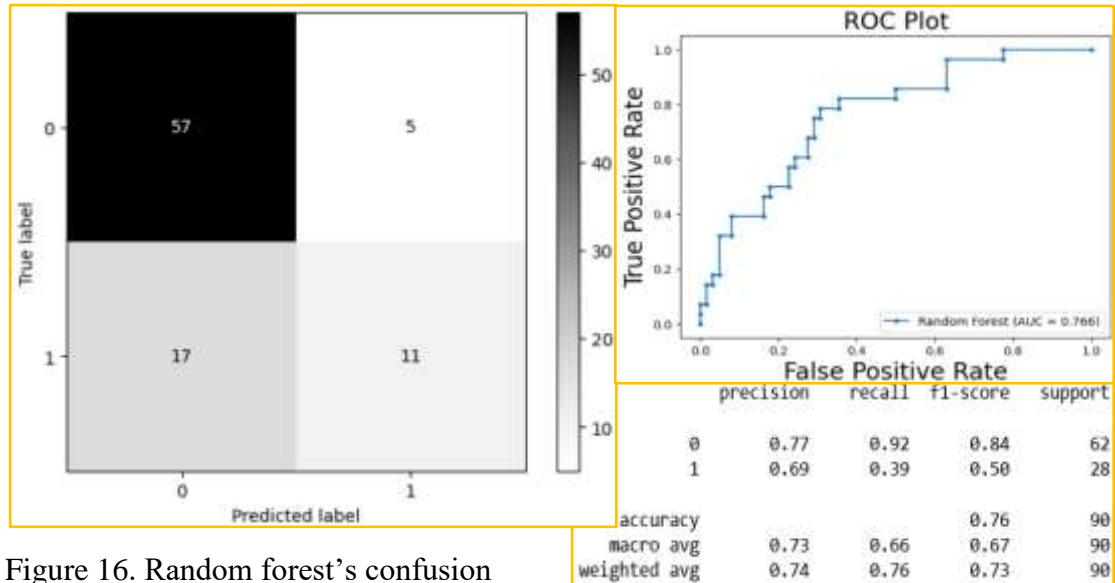 57
5
17
11
0
1
True label
0
1
Predicted label
50
40
30
20
10
ROC Plot
1.0
0.8
0.6
0.4
0.2
0.0
True Positive Rate
Random Forest (AUC = 0.766)
0.0 0.2 0.4 0.6 0.8 1.0
False Positive Rate
precision recall f1-score support
0 0.77 0.92 0.84 62
1 0.69 0.39 0.50 28
accuracy 0.76 90
macro avg 0.73 0.66 0.67 90
weighted avg 0.74 0.76 0.73 90
Figure 16. Random forest’s confusion